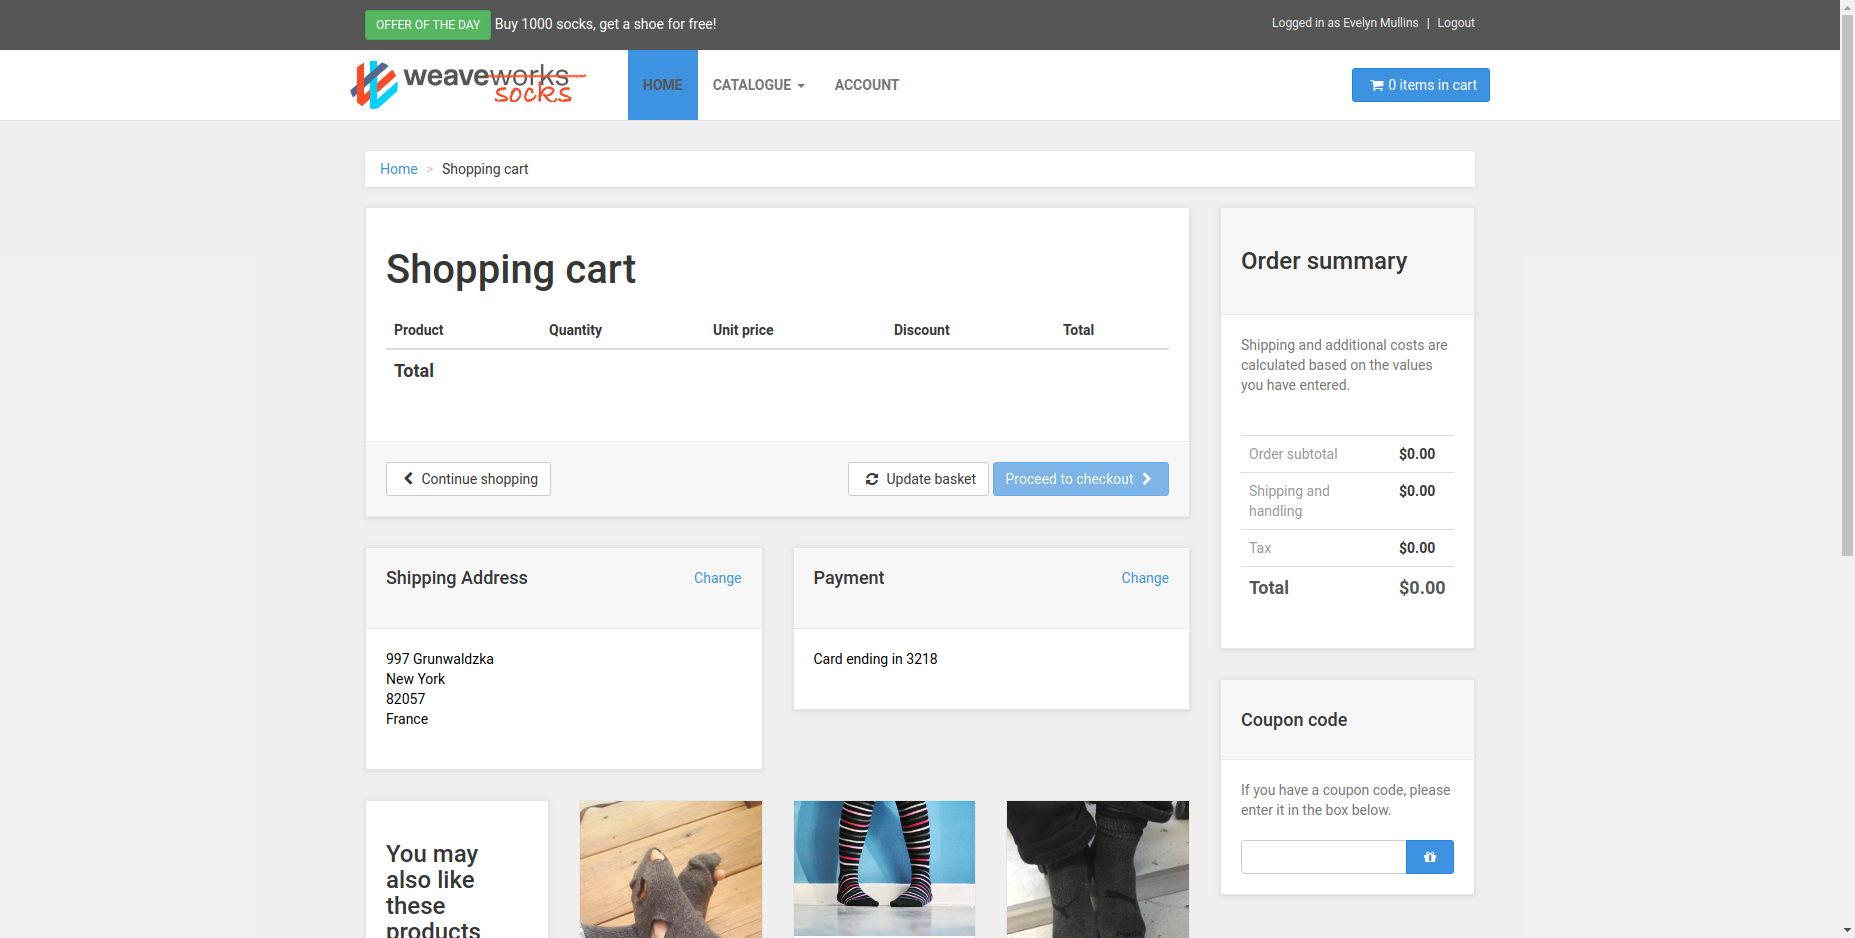 OFFER OF THE DAY Buy 1000 socks, get a shoe for free!
Logged in as Evelyn Mullins | Logout
weaveworks
socks
HOME CATALOGUE ACCOUNT
0 items in cart
Home > Shopping cart
Shopping cart
Product Quantity Unit price Discount Total
Total
Continue shopping
Update basket
Proceed to checkout
Order summary
Shipping and additional costs are
calculated based on the values
you have entered.
Order subtotal $0.00
Shipping and $0.00
handling
Tax $0.00
Total $0.00
Shipping Address Change
997 Grunwaldzka
New York
82057
France
Payment Change
Card ending in 3218
Coupon code
If you have a coupon code, please
enter it in the box below.
You may
also like
these
products